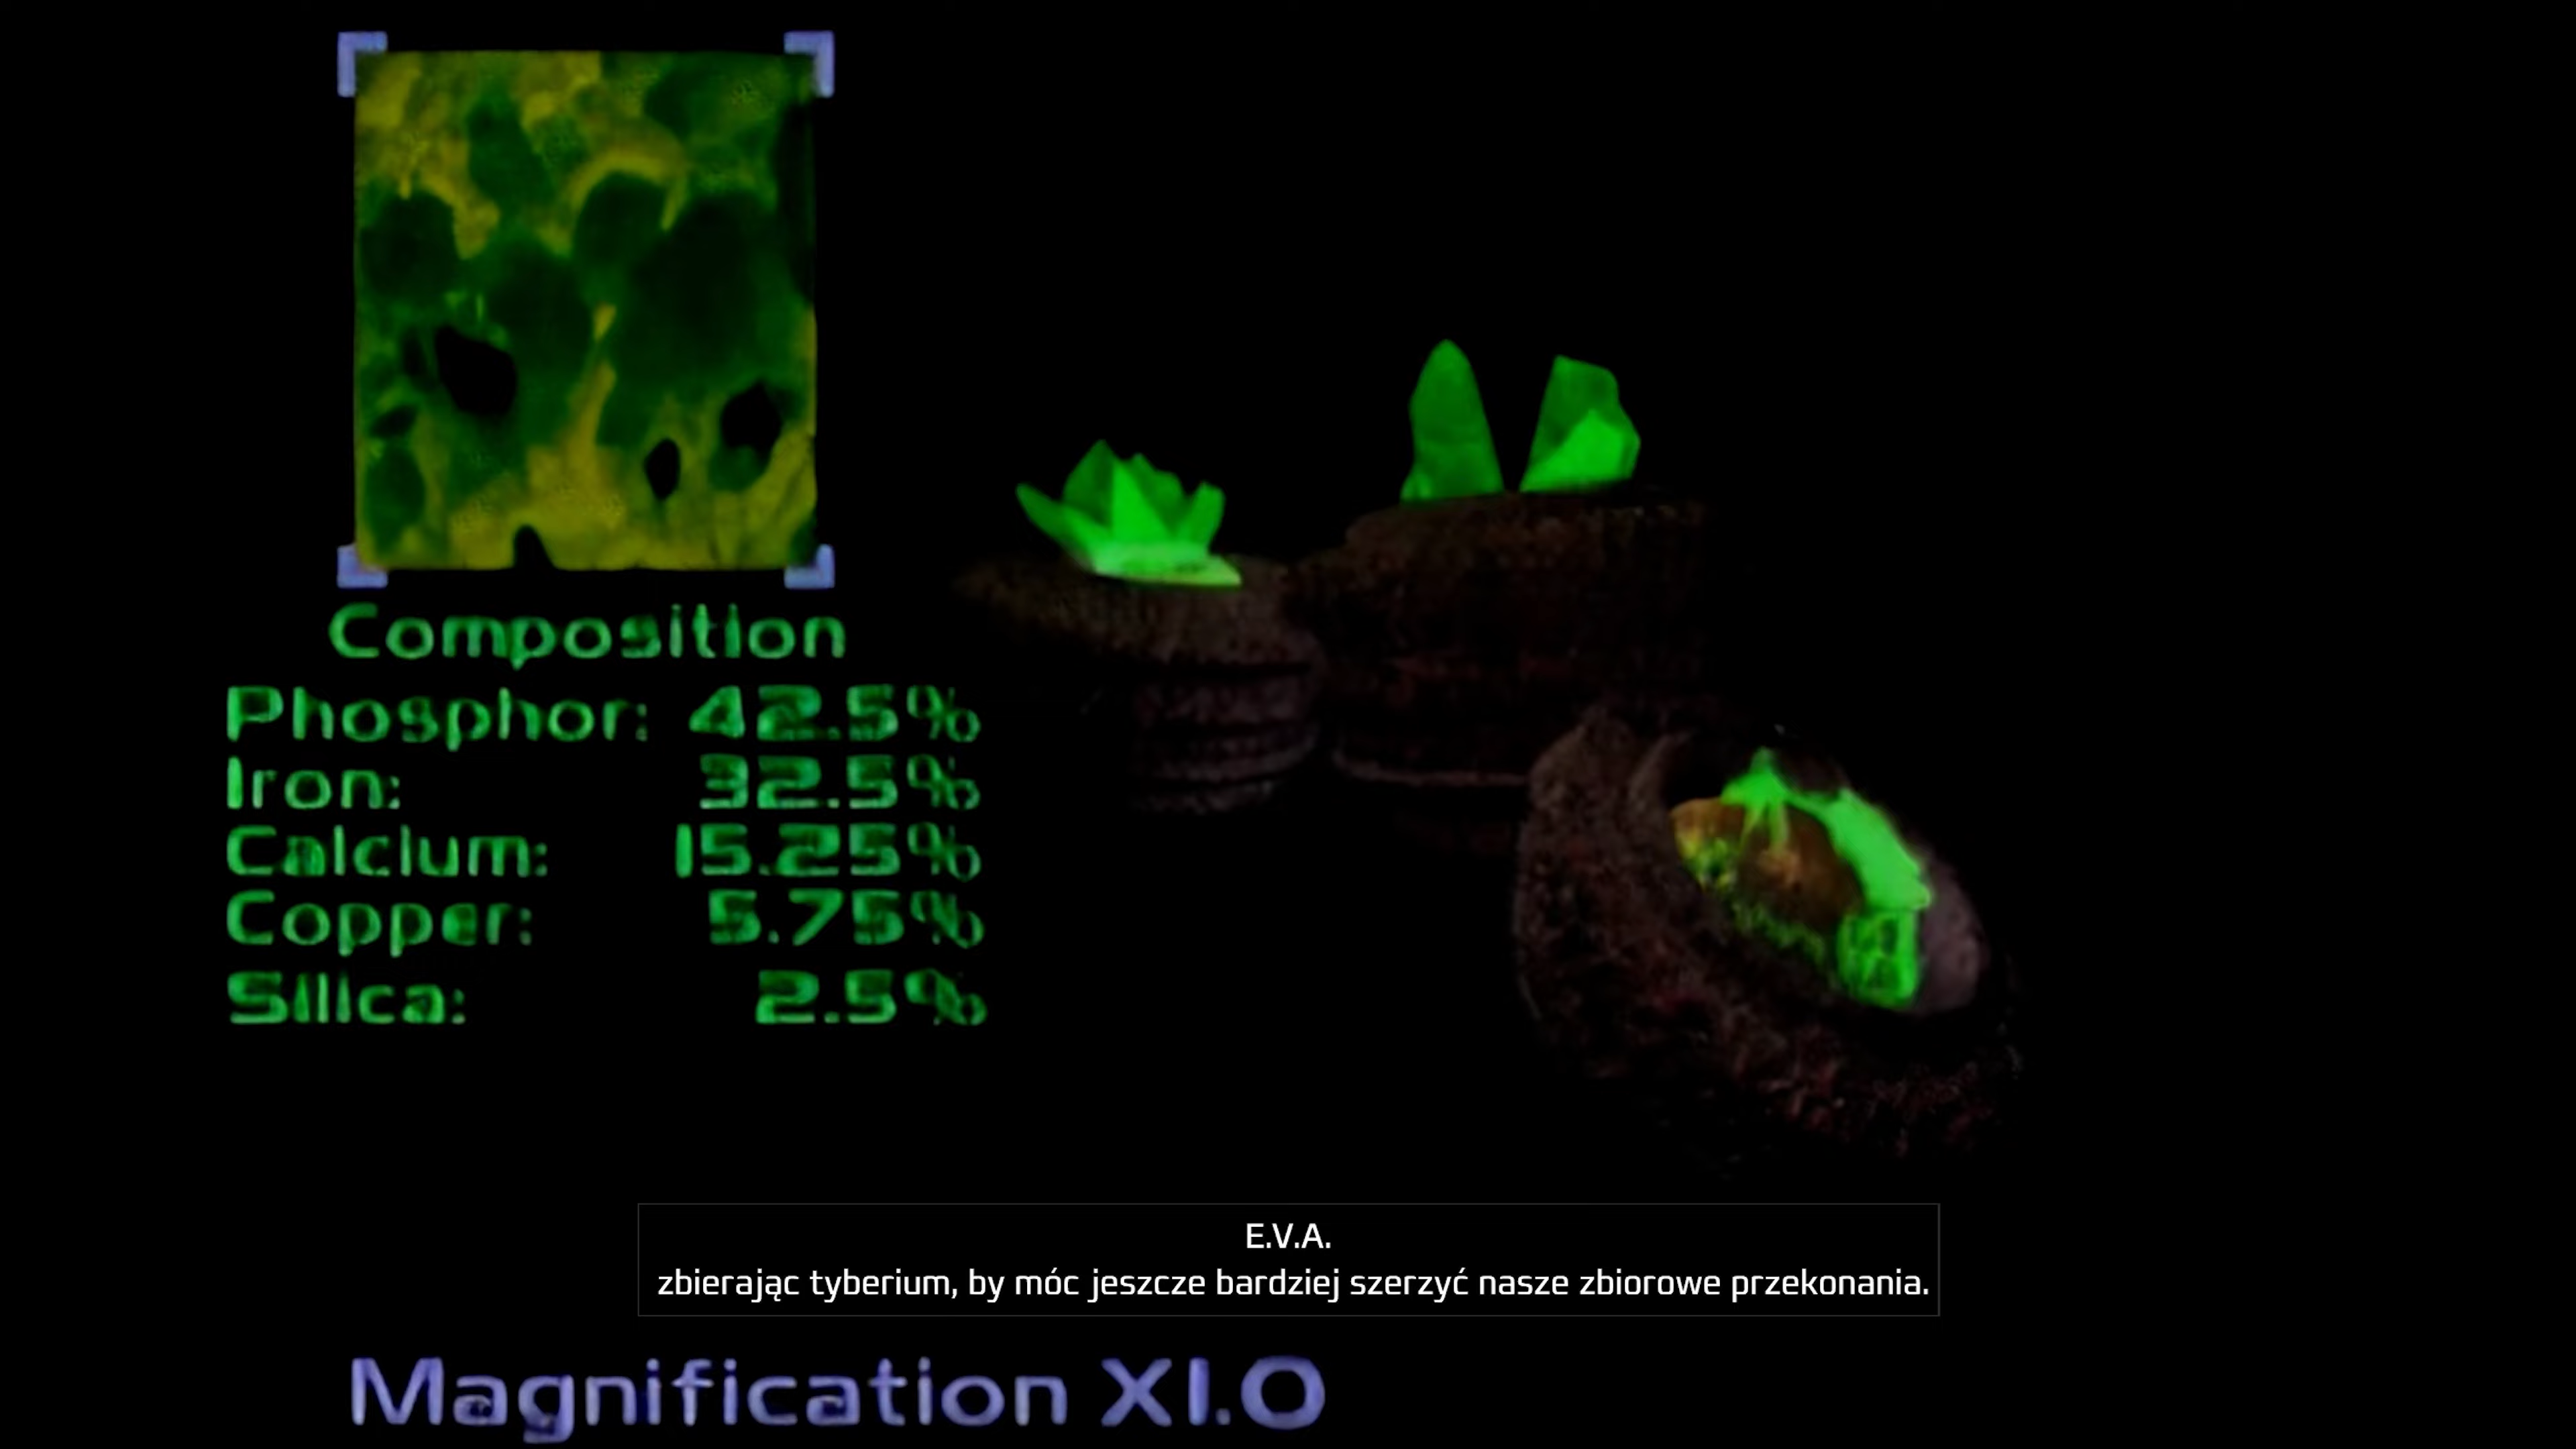 Composition
Phosphor: 42.5%
Iron: 32.5%
Calcium: 15.25%
Copper: 5.75%
Silica: 2.5%
E.V.A.
zbierając tyberium, by móc jeszcze bardziej szerzyć nasze zbiorowe przekonania.
Magnification X1.0